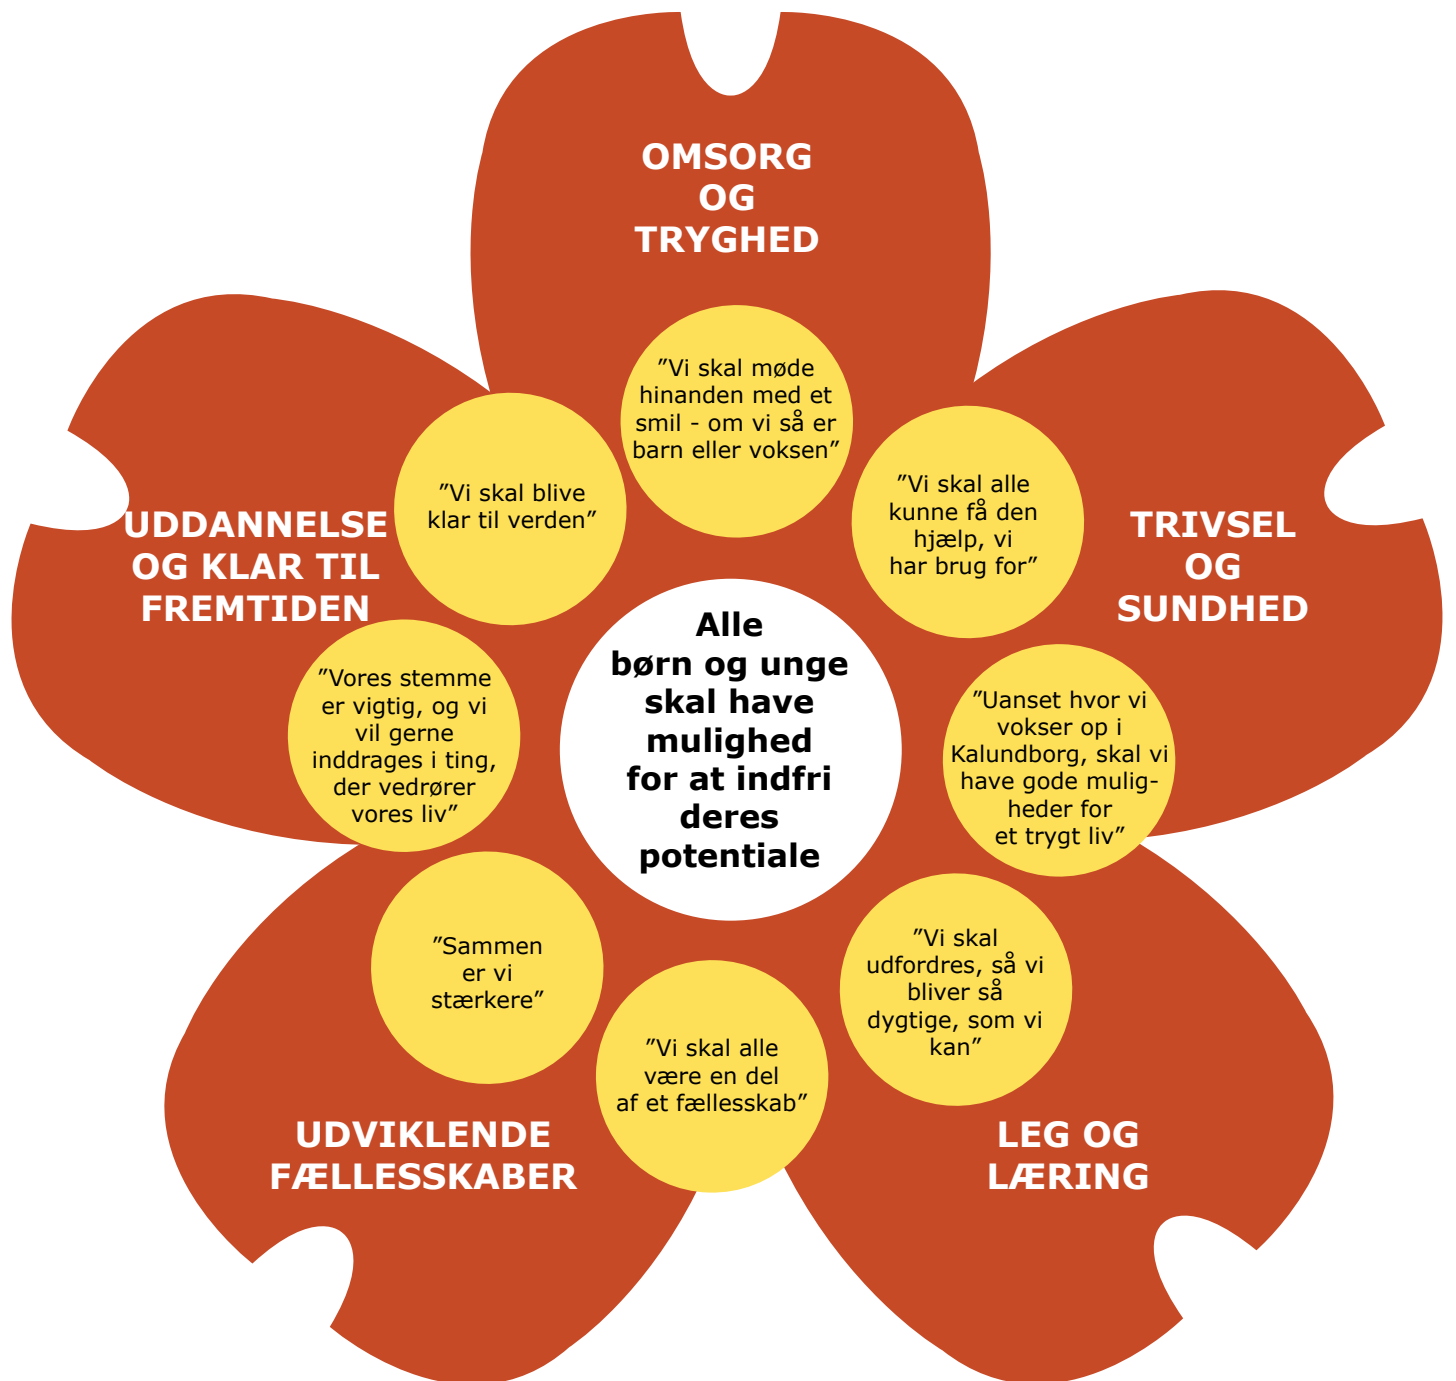 OMSORG
OG
TRYGHED
”Vi skal møde
hinanden med et
smil - om vi så er
barn eller voksen”
”Vi skal alle
kunne få den
hjælp, vi
har brug for”
TRIVSEL
OG
SUNDHED
”Uanset hvor vi
vokser op i
Kalundborg, skal vi
have gode mulig-
heder for
et trygt liv”
”Vi skal
udfordres, så vi
bliver så
dygtige, som vi
kan”
LEG OG
LÆRING
”Vi skal alle
være en del
af et fællesskab”
”Sammen
er vi
stærkere”
UDVIKLENDE
FÆLLESSKABER
”Vores stemme
er vigtig, og vi
vil gerne
inddrages i ting,
der vedrører
vores liv”
UDDANNELSE
OG KLAR TIL
FREMTIDEN
”Vi skal blive
klar til verden”
Alle
børn og unge
skal have
mulighed
for at indfri
deres
potentiale